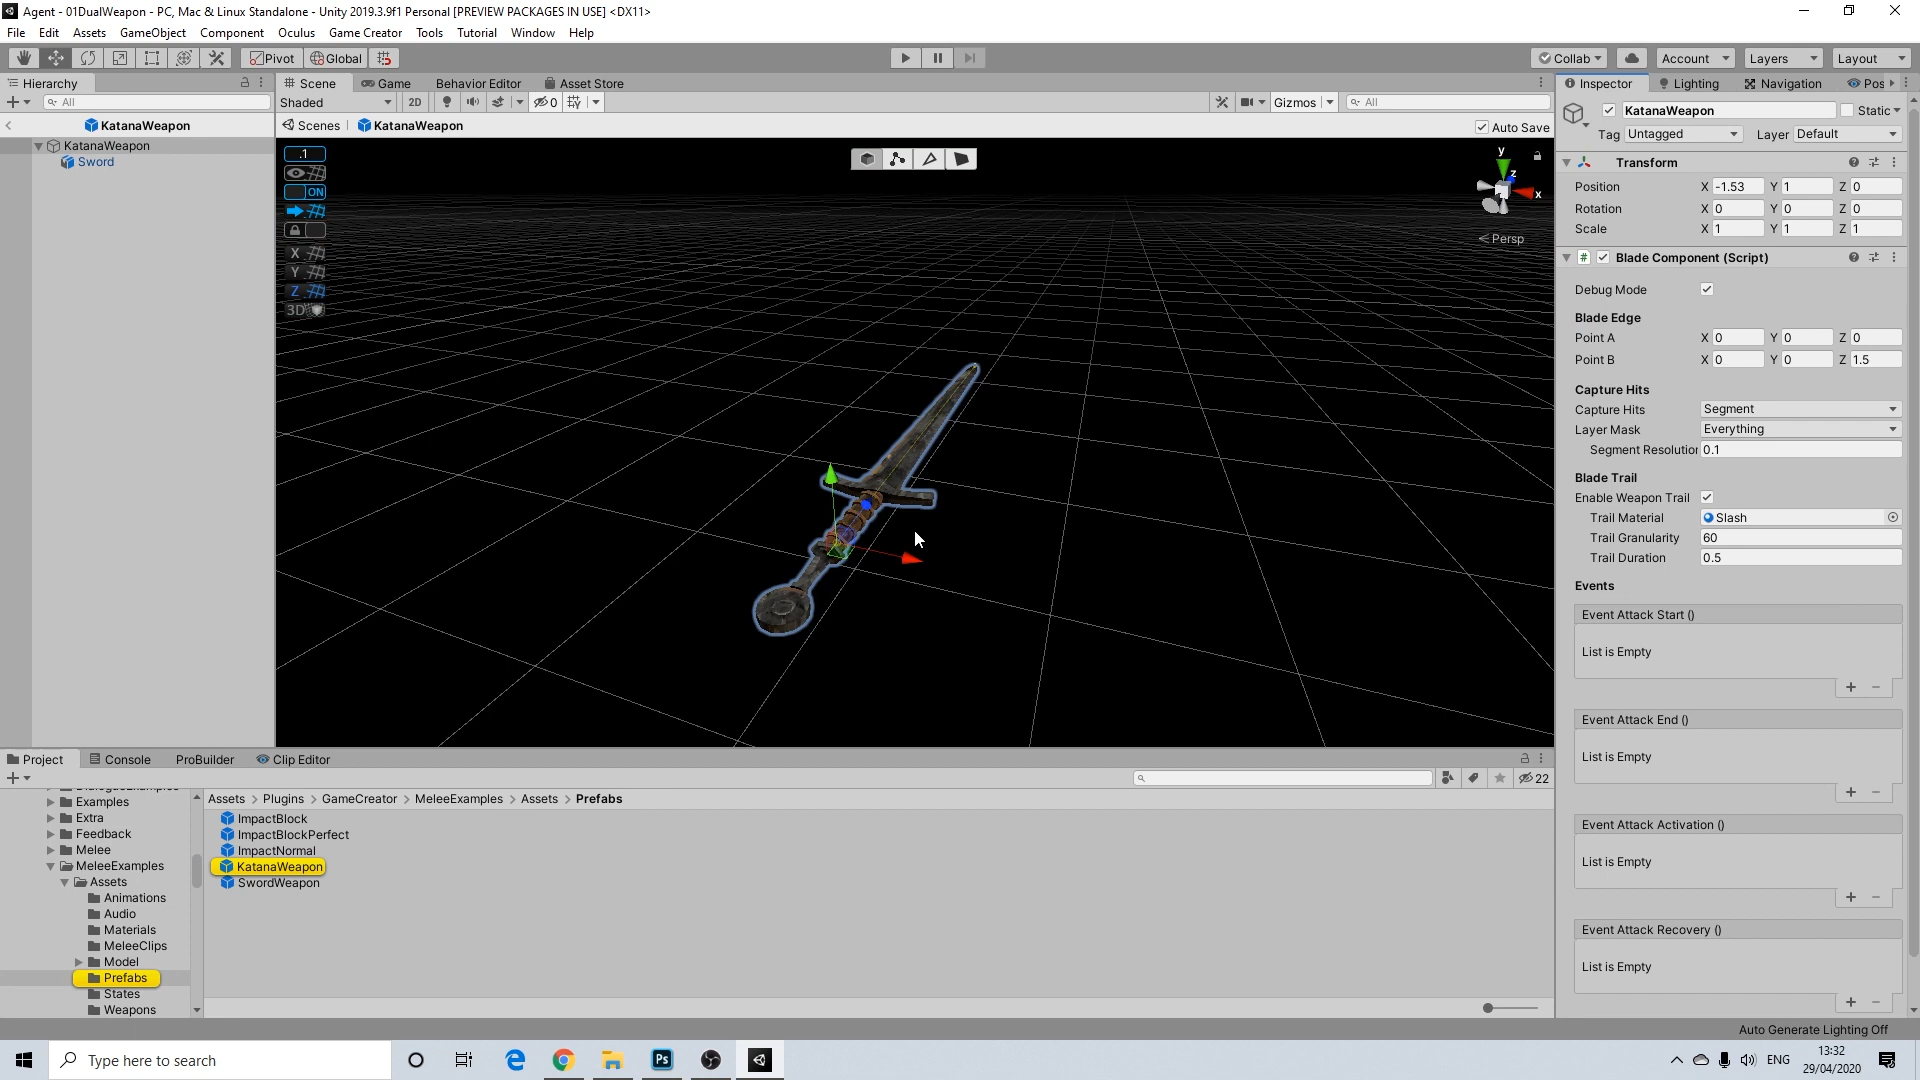 Agent - 01DualWeapon - PC, Mac & Linux Standalone - Unity 2019.3.9f1 Personal [PREVIEW PACKAGES IN USE] <DX11>
File Edit Assets GameObject Component Oculus Game Creator Tools Tutorial Window Help
Pivot Global Collab Account Layers Layout
Hierarchy Scene Game Behavior Editor Asset Store Inspector Lighting Navigation Pos
All Shaded 2D 0 Gizmos All KatanaWeapon Static
KatanaWeapon Scenes KatanaWeapon Auto Save Tag Untagged Layer Default
KatanaWeapon
Sword
.1
ON
X
Y
Z
3D
y
z
x
Persp
Transform
Position X -1.53 Y 1 Z 0
Rotation X 0 Y 0 Z 0
Scale X 1 Y 1 Z 1
Blade Component (Script)
Debug Mode
Blade Edge
Point A X 0 Y 0 Z 0
Point B X 0 Y 0 Z 1.5
Capture Hits
Capture Hits Segment
Layer Mask Everything
Segment Resolution 0.1
Blade Trail
Enable Weapon Trail
Trail Material Slash
Trail Granularity 60
Trail Duration 0.5
Events
Event Attack Start ()
List is Empty
Event Attack End ()
List is Empty
Event Attack Activation ()
List is Empty
Event Attack Recovery ()
List is Empty
Project Console ProBuilder Clip Editor
22
Assets > Plugins > GameCreator > MeleeExamples > Assets > Prefabs
Examples
Extra
Feedback
Melee
MeleeExamples
Assets
Animations
Audio
Materials
MeleeClips
Model
Prefabs
States
Weapons
ImpactBlock
ImpactBlockPerfect
ImpactNormal
KatanaWeapon
SwordWeapon
Auto Generate Lighting Off
Type here to search
Ps
ENG
13:32
29/04/2020